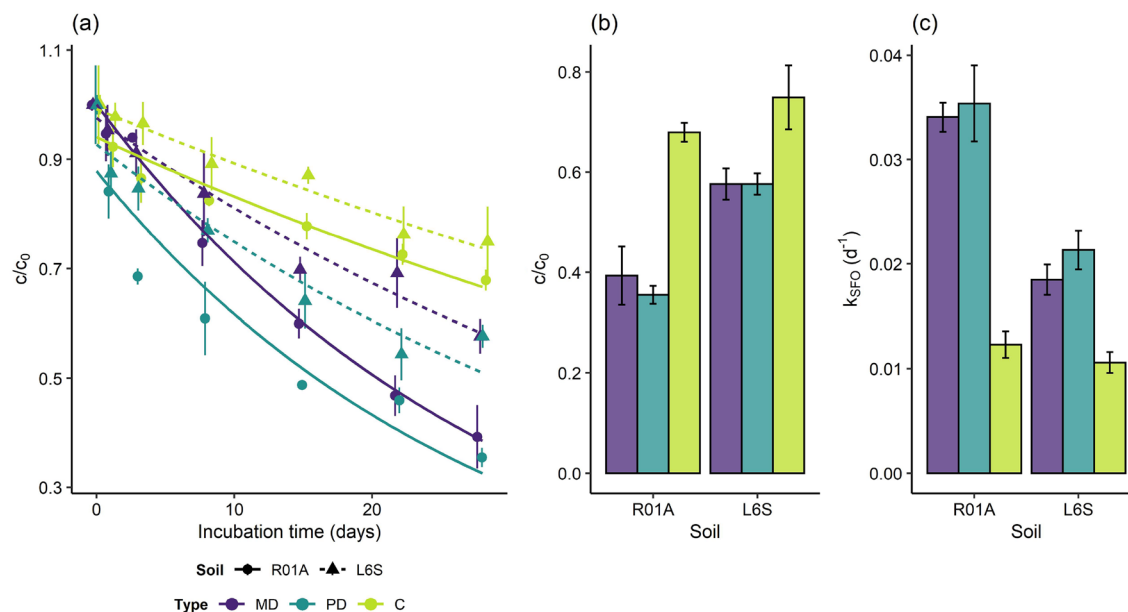 (a)
1.1
0.9
0.7
0.5
0.3
c/c₀
0 10 20
Incubation time (days)
(b)
0.8
0.6
0.4
0.2
0.0
c/c₀
R01A L6S
Soil
(c)
0.04
0.03
0.02
0.01
0.00
kSFO (d⁻¹)
R01A L6S
Soil
Soil R01A L6S
Type MD PD C